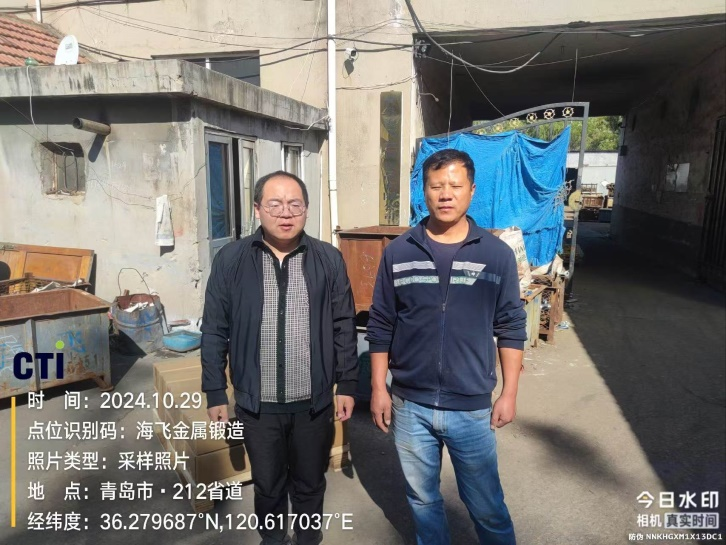 CTI
时 间：2024.10.29
点位识别码：海飞金属锻造
照片类型：采样照片
地 点：青岛市·212省道
经纬度：36.279687°N,120.617037°E
今日水印
相机 真实时间
防伪 NNKHGXM1X13DC1